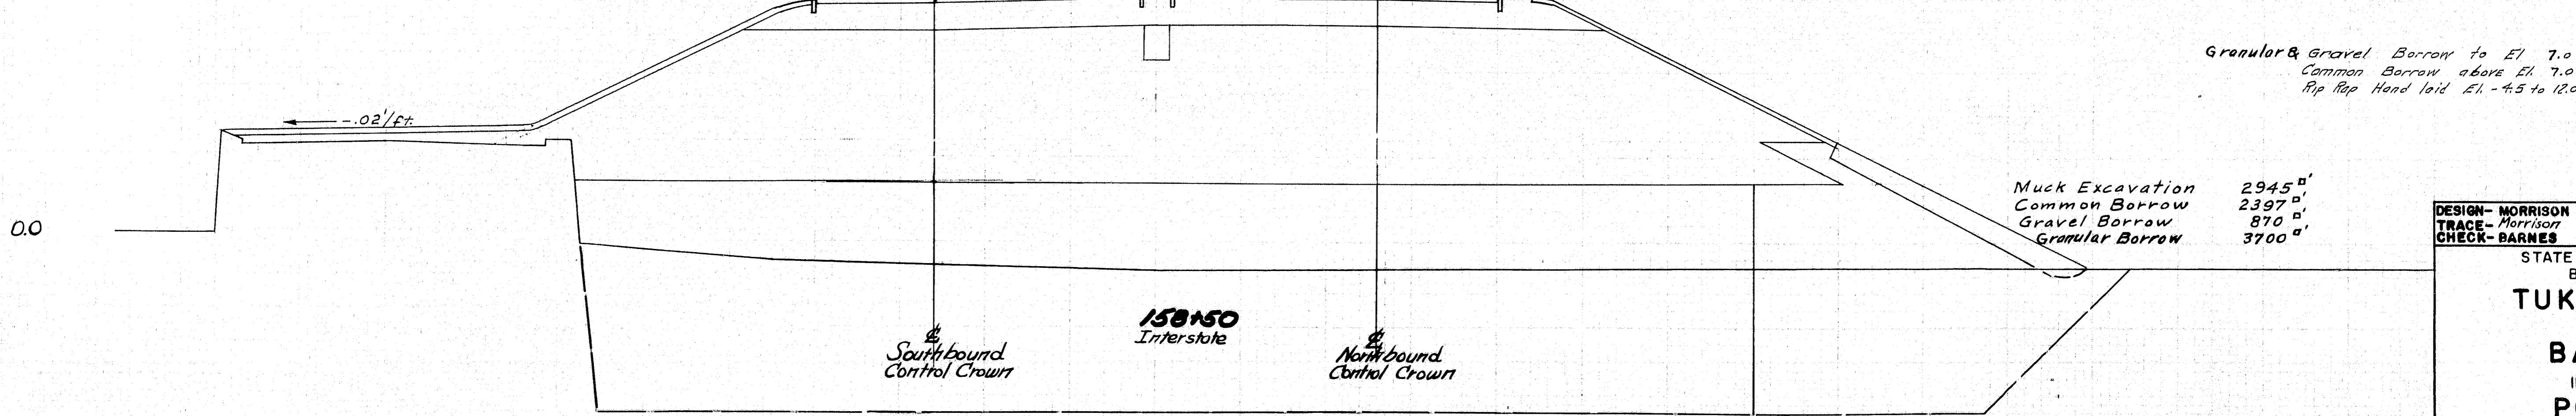 Granular & Gravel Borrow to El 7.0
Common Borrow above El. 7.0
Rip Rap Hand laid El. -4.5 to 12.0
-.02'/ft.
0.0
Muck Excavation 2945 □'
Common Borrow 2397 □'
Gravel Borrow 870 □'
Granular Borrow 3700 □'
DESIGN- MORRISON
TRACE- Morrison
CHECK- BARNES
STATE
TUK
BA
158+50
Interstate
℄
Southbound
Control Crown
℄
Northbound
Control Crown